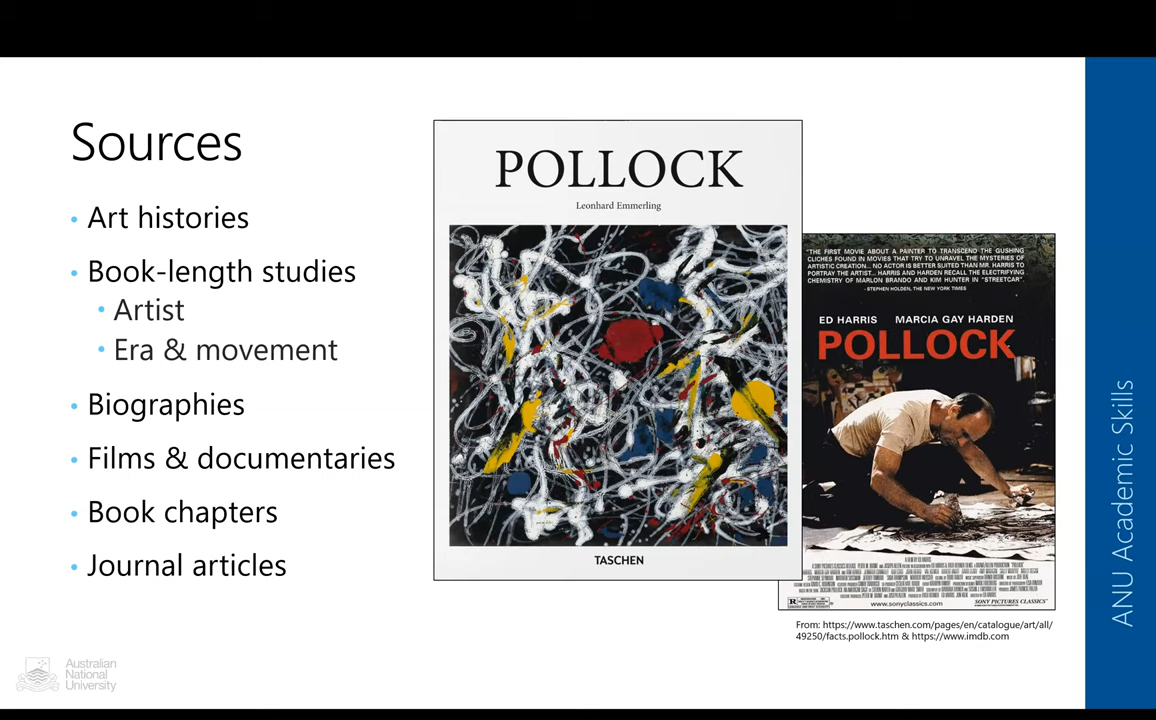 Sources
• Art histories
• Book-length studies
• Artist
• Era & movement
• Biographies
• Films & documentaries
• Book chapters
• Journal articles
POLLOCK
Leonhard Emmerling
TASCHEN
"THE FIRST MOVIE ABOUT A PAINTER TO TRANSCEND THE GUSHING
CLICHÉS FOUND IN MOVIES THAT TRY TO UNRAVEL THE MYSTERIES OF
ARTISTIC CREATION... NO ACTOR IS BETTER SUITED THAN MR. HARRIS TO
PORTRAY THE ARTIST... HARRIS AND HARDEN RECALL THE ELECTRIFYING
CHEMISTRY OF MARLON BRANDO AND KIM HUNTER IN "STREETCAR".
- STEPHEN HOLDEN, THE NEW YORK TIMES
ED HARRIS MARCIA GAY HARDEN
POLLOCK
R
www.sonyclassics.com
SONY PICTURES CLASSICS
From: https://www.taschen.com/pages/en/catalogue/art/all/
49250/facts.pollock.htm & https://www.imdb.com
ANU Academic Skills
Australian
National
University